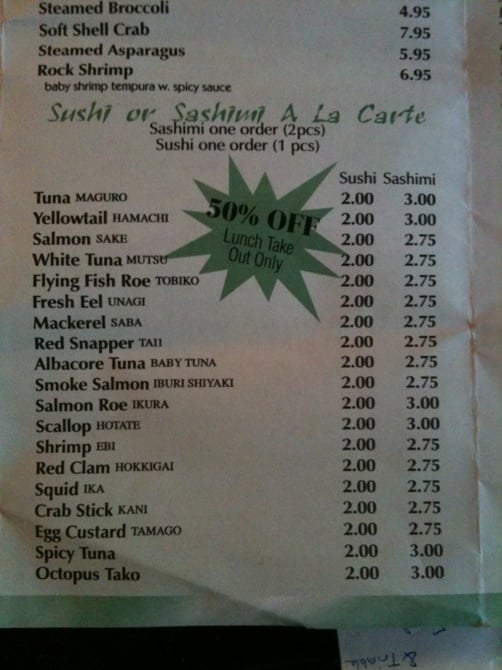 Steamed Broccoli 4.95
Soft Shell Crab 7.95
Steamed Asparagus 5.95
Rock Shrimp 6.95
baby shrimp tempura w. spicy sauce
Sushi or Sashimi A La Carte
Sashimi one order (2pcs)
Sushi one order (1 pcs)
50% OFF
Lunch Take
Out Only
Sushi Sashimi
Tuna MAGURO 2.00 3.00
Yellowtail HAMACHI 2.00 3.00
Salmon SAKE 2.00 2.75
White Tuna MUTSU 2.00 2.75
Flying Fish Roe TOBIKO 2.00 2.75
Fresh Eel UNAGI 2.00 2.75
Mackerel SABA 2.00 2.75
Red Snapper TAII 2.00 2.75
Albacore Tuna BABY TUNA 2.00 2.75
Smoke Salmon IBURI SHIYAKI 2.00 2.75
Salmon Roe IKURA 2.00 3.00
Scallop HOTATE 2.00 3.00
Shrimp EBI 2.00 2.75
Red Clam HOKKIGAI 2.00 2.75
Squid IKA 2.00 2.75
Crab Stick KANI 2.00 2.75
Egg Custard TAMAGO 2.00 2.75
Spicy Tuna 2.00 3.00
Octopus Tako 2.00 3.00
& Trimble